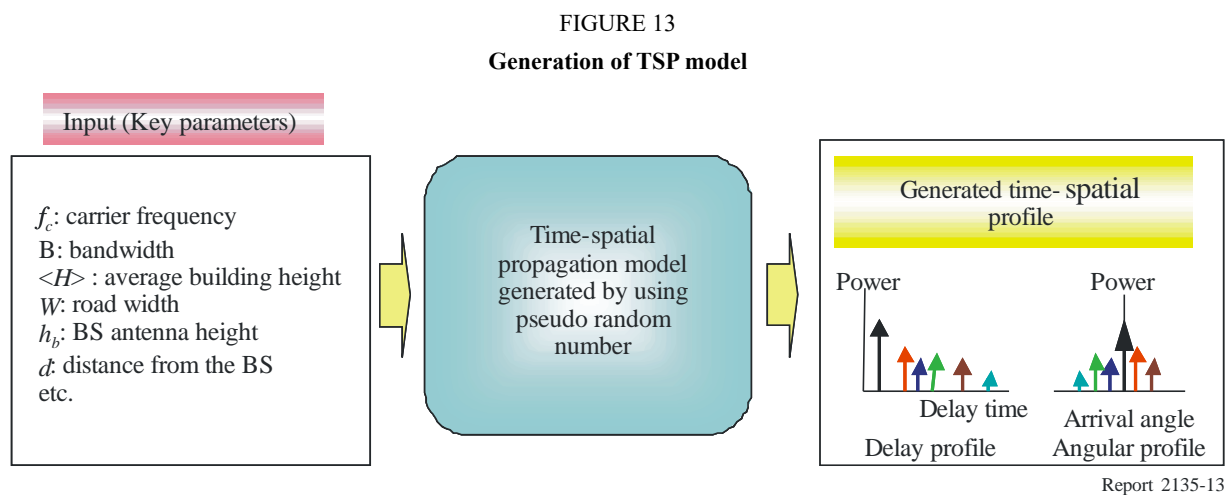 FIGURE 13
Generation of TSP model
Input (Key parameters)
f_c: carrier frequency
B: bandwidth
<H> : average building height
W: road width
h_b: BS antenna height
d: distance from the BS
etc.
Time-spatial
propagation model
generated by using
pseudo random
number
Generated time- spatial
profile
Power
Delay time
Delay profile
Power
Arrival angle
Angular profile
Report 2135-13